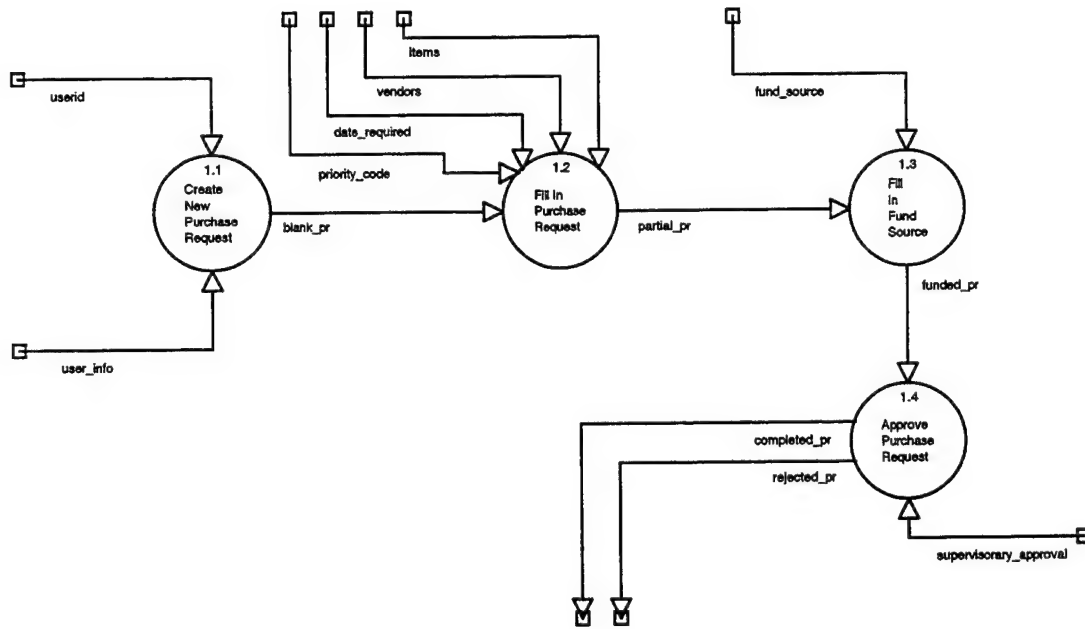 items
userid
vendors
fund_source
date_required
priority_code
1.1
Create
New
Purchase
Request
blank_pr
1.2
Fill In
Purchase
Request
partial_pr
1.3
Fill
In
Fund
Source
funded_pr
user_info
1.4
Approve
Purchase
Request
completed_pr
rejected_pr
supervisorary_approval